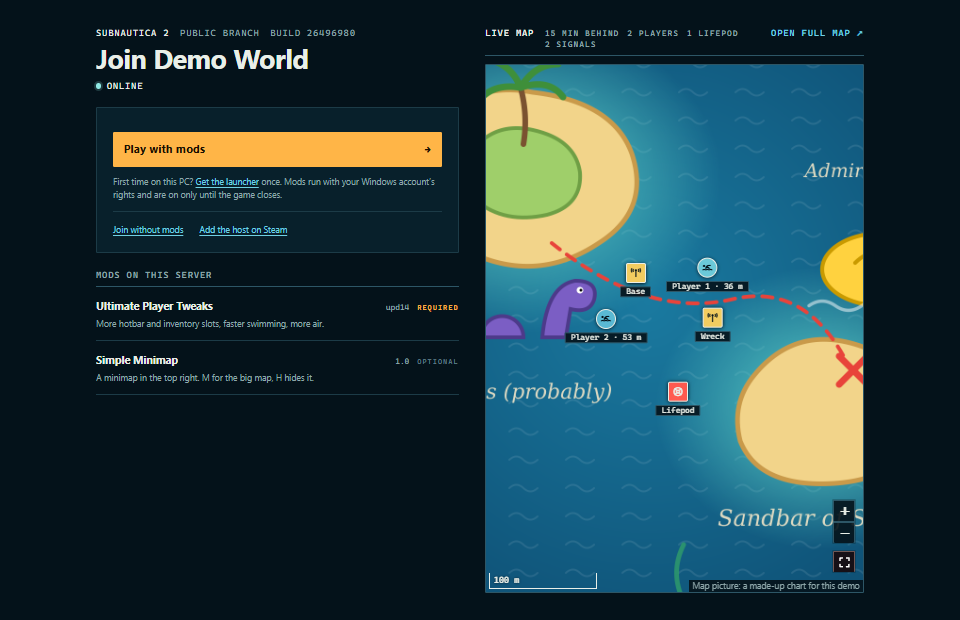 SUBNAUTICA 2 PUBLIC BRANCH BUILD 26496980
Join Demo World
ONLINE
Play with mods →
First time on this PC? Get the launcher once. Mods run with your Windows account's
rights and are on only until the game closes.
Join without mods Add the host on Steam
MODS ON THIS SERVER
Ultimate Player Tweaks upd14 REQUIRED
More hotbar and inventory slots, faster swimming, more air.
Simple Minimap 1.0 OPTIONAL
A minimap in the top right. M for the big map, H hides it.
LIVE MAP 15 MIN BEHIND 2 PLAYERS 1 LIFEPOD
2 SIGNALS
OPEN FULL MAP ↗
Admir
Base
Player 1 · 36 m
Player 2 · 53 m
Wreck
s (probably)
Lifepod
Sandbar o S
+
−
100 m
Map picture: a made-up chart for this demo